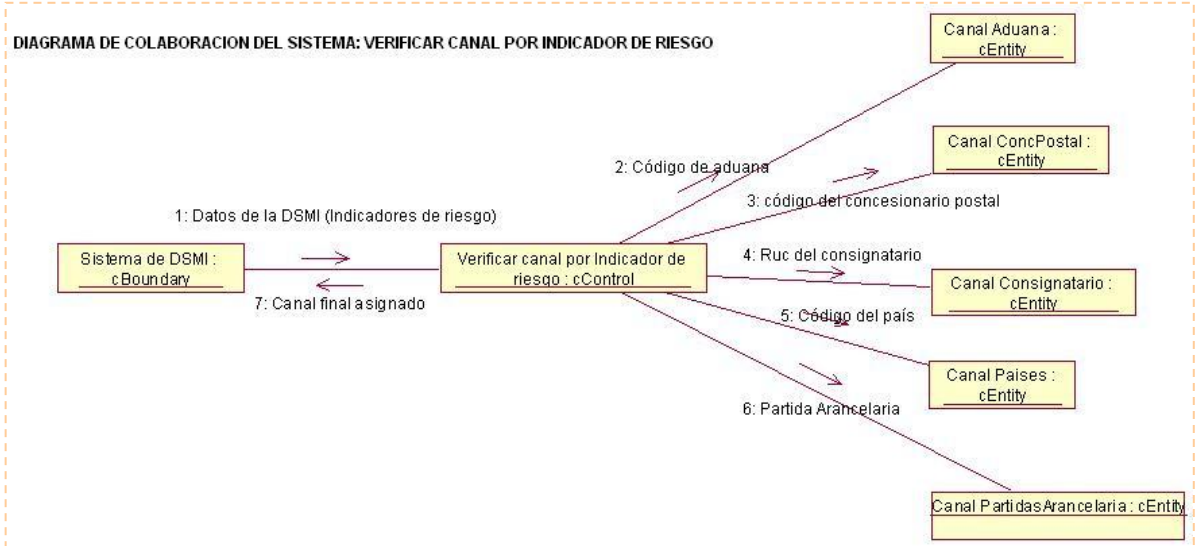 DIAGRAMA DE COLABORACION DEL SISTEMA: VERIFICAR CANAL POR INDICADOR DE RIESGO
Canal Aduana :
cEntity
Canal ConcPostal :
cEntity
2: Código de aduana
3: código del concesionario postal
1: Datos de la DSMI (Indicadores de riesgo)
4: Ruc del consignatario
Sistema de DSMI :
cBoundary
Verificar canal por Indicador de
riesgo : cControl
Canal Consignatario :
cEntity
7: Canal final asignado
5: Código del país
Canal Paises :
cEntity
6: Partida Arancelaria
Canal PartidasArancelaria : cEntity